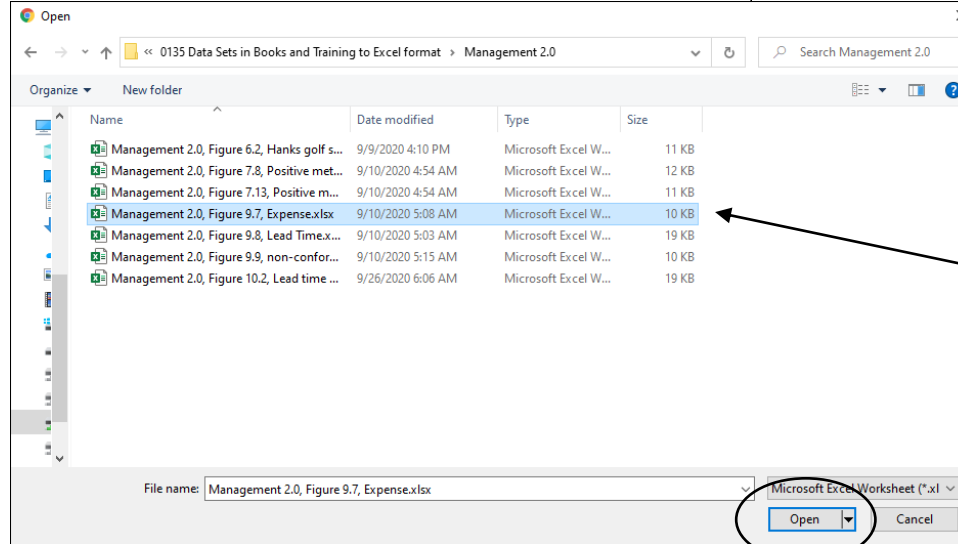 Open
« 0135 Data Sets in Books and Training to Excel format > Management 2.0
Search Management 2.0
Organize
New folder
Name Date modified Type Size
Management 2.0, Figure 6.2, Hanks golf s... 9/9/2020 4:10 PM Microsoft Excel W... 11 KB
Management 2.0, Figure 7.8, Positive met... 9/10/2020 4:54 AM Microsoft Excel W... 12 KB
Management 2.0, Figure 7.13, Positive m... 9/10/2020 4:54 AM Microsoft Excel W... 11 KB
Management 2.0, Figure 9.7, Expense.xlsx 9/10/2020 5:08 AM Microsoft Excel W... 10 KB
Management 2.0, Figure 9.8, Lead Time.x... 9/10/2020 5:03 AM Microsoft Excel W... 19 KB
Management 2.0, Figure 9.9, non-confor... 9/10/2020 5:15 AM Microsoft Excel W... 10 KB
Management 2.0, Figure 10.2, Lead time ... 9/26/2020 6:06 AM Microsoft Excel W... 19 KB
File name: Management 2.0, Figure 9.7, Expense.xlsx Microsoft Excel Worksheet (*.xl
Open Cancel